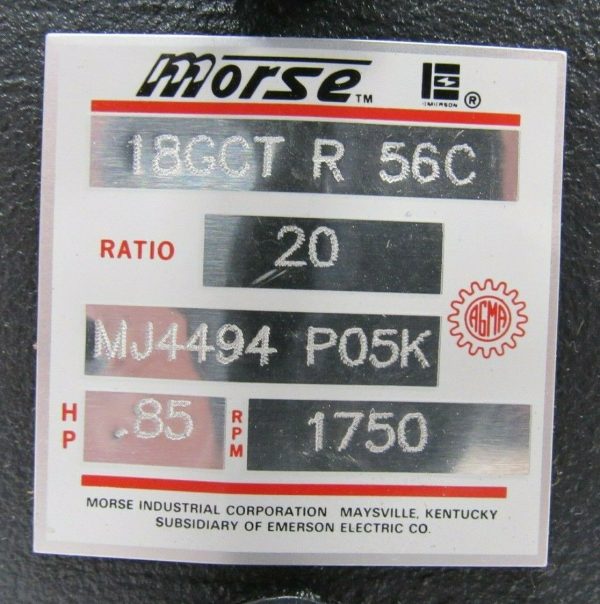 morse™ EMERSON ®
18GCT R 56C
RATIO 20
AGMA
MJ4494 P05K
HP .85 RPM 1750
MORSE INDUSTRIAL CORPORATION MAYSVILLE, KENTUCKY
SUBSIDIARY OF EMERSON ELECTRIC CO.